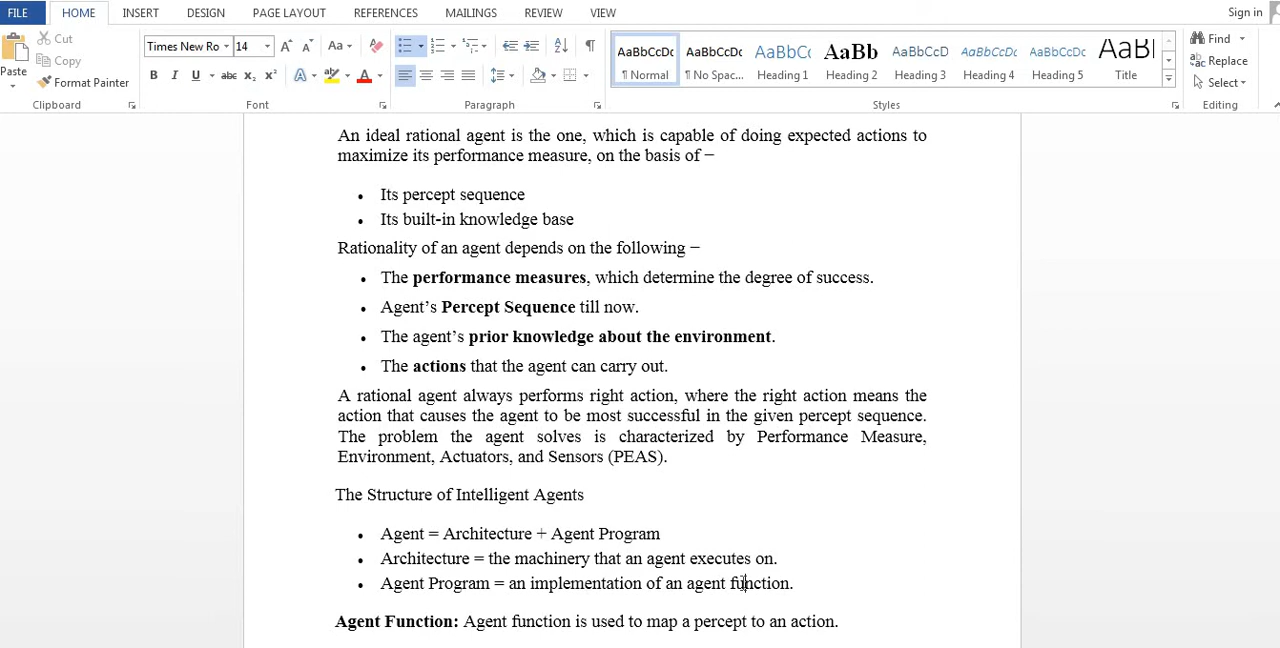 FILE HOME INSERT DESIGN PAGE LAYOUT REFERENCES MAILINGS REVIEW VIEW Sign in
Paste
Cut
Copy
Format Painter
Clipboard
Times New Ro 14 Aa
B I U abc X₂ X² A A
Font
Paragraph
AaBbCcDc AaBbCcDc AaBbCc AaBb AaBbCcD AaBbCcDc AaBbCcDc AaBl
¶ Normal ¶ No Spac... Heading 1 Heading 2 Heading 3 Heading 4 Heading 5 Title
Styles
Find
Replace
Select
Editing
An ideal rational agent is the one, which is capable of doing expected actions to
maximize its performance measure, on the basis of −
• Its percept sequence
• Its built-in knowledge base
Rationality of an agent depends on the following −
• The performance measures, which determine the degree of success.
• Agent’s Percept Sequence till now.
• The agent’s prior knowledge about the environment.
• The actions that the agent can carry out.
A rational agent always performs right action, where the right action means the
action that causes the agent to be most successful in the given percept sequence.
The problem the agent solves is characterized by Performance Measure,
Environment, Actuators, and Sensors (PEAS).
The Structure of Intelligent Agents
• Agent = Architecture + Agent Program
• Architecture = the machinery that an agent executes on.
• Agent Program = an implementation of an agent function.
Agent Function: Agent function is used to map a percept to an action.